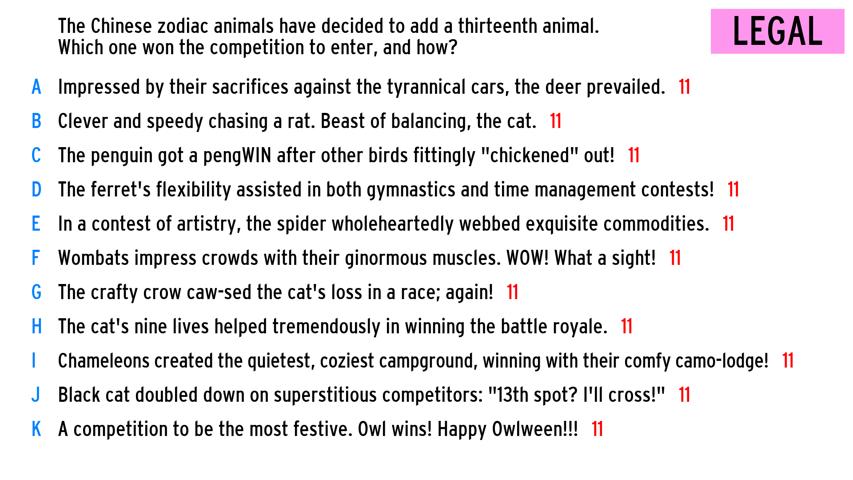 The Chinese zodiac animals have decided to add a thirteenth animal.
Which one won the competition to enter, and how?
LEGAL
A Impressed by their sacrifices against the tyrannical cars, the deer prevailed. 11
B Clever and speedy chasing a rat. Beast of balancing, the cat. 11
C The penguin got a pengWIN after other birds fittingly "chickened" out! 11
D The ferret's flexibility assisted in both gymnastics and time management contests! 11
E In a contest of artistry, the spider wholeheartedly webbed exquisite commodities. 11
F Wombats impress crowds with their ginormous muscles. WOW! What a sight! 11
G The crafty crow caw-sed the cat's loss in a race; again! 11
H The cat's nine lives helped tremendously in winning the battle royale. 11
I Chameleons created the quietest, coziest campground, winning with their comfy camo-lodge! 11
J Black cat doubled down on superstitious competitors: "13th spot? I'll cross!" 11
K A competition to be the most festive. Owl wins! Happy Owlween!!! 11